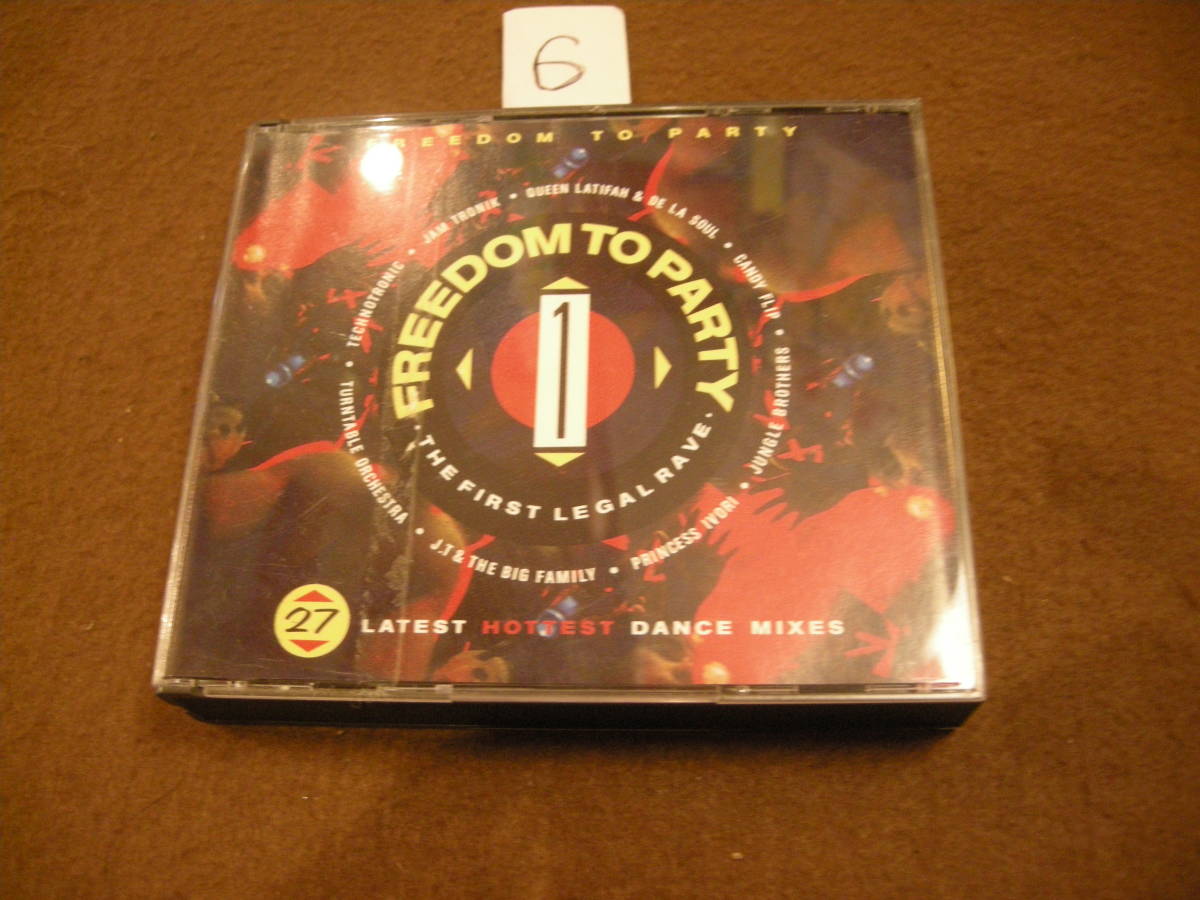 6
FREEDOM TO PARTY
QUEEN LATIFAH & DE LA SOUL • CANDY FLIP • JUNGLE BROTHERS • PRINCESS IVORI • J.T & THE BIG FAMILY • TURNTABLE ORCHESTRA • TECHNOTRONIC • JAM TRONIK •
FREEDOM TO PARTY
1
• THE FIRST LEGAL RAVE •
27 LATEST HOTTEST DANCE MIXES